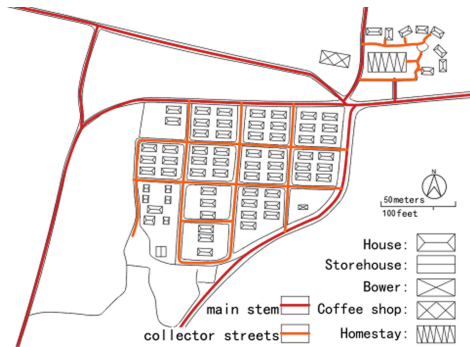 N
50meters
100feet
House:
Storehouse:
Bower:
main stem
Coffee shop:
collector streets
Homestay: